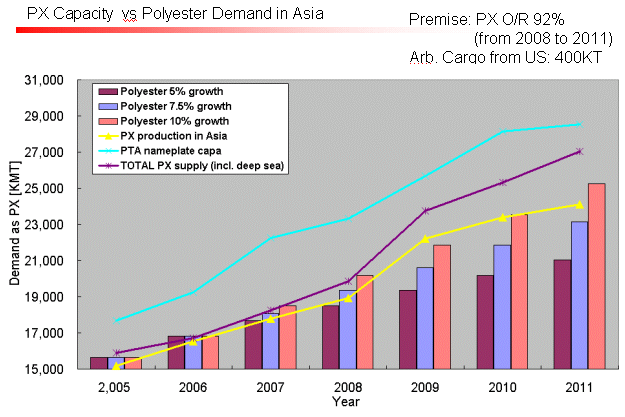 PX Capacity vs Polyester Demand in Asia
Premise: PX O/R 92%
(from 2008 to 2011)
Arb. Cargo from US: 400KT
31,000
29,000
27,000
25,000
23,000
21,000
19,000
17,000
15,000
Demand as PX [KMT]
Polyester 5% growth
Polyester 7.5% growth
Polyester 10% growth
PX production in Asia
PTA nameplate capa
TOTAL PX supply (incl. deep sea)
2,005 2006 2007 2008 2009 2010 2011
Year